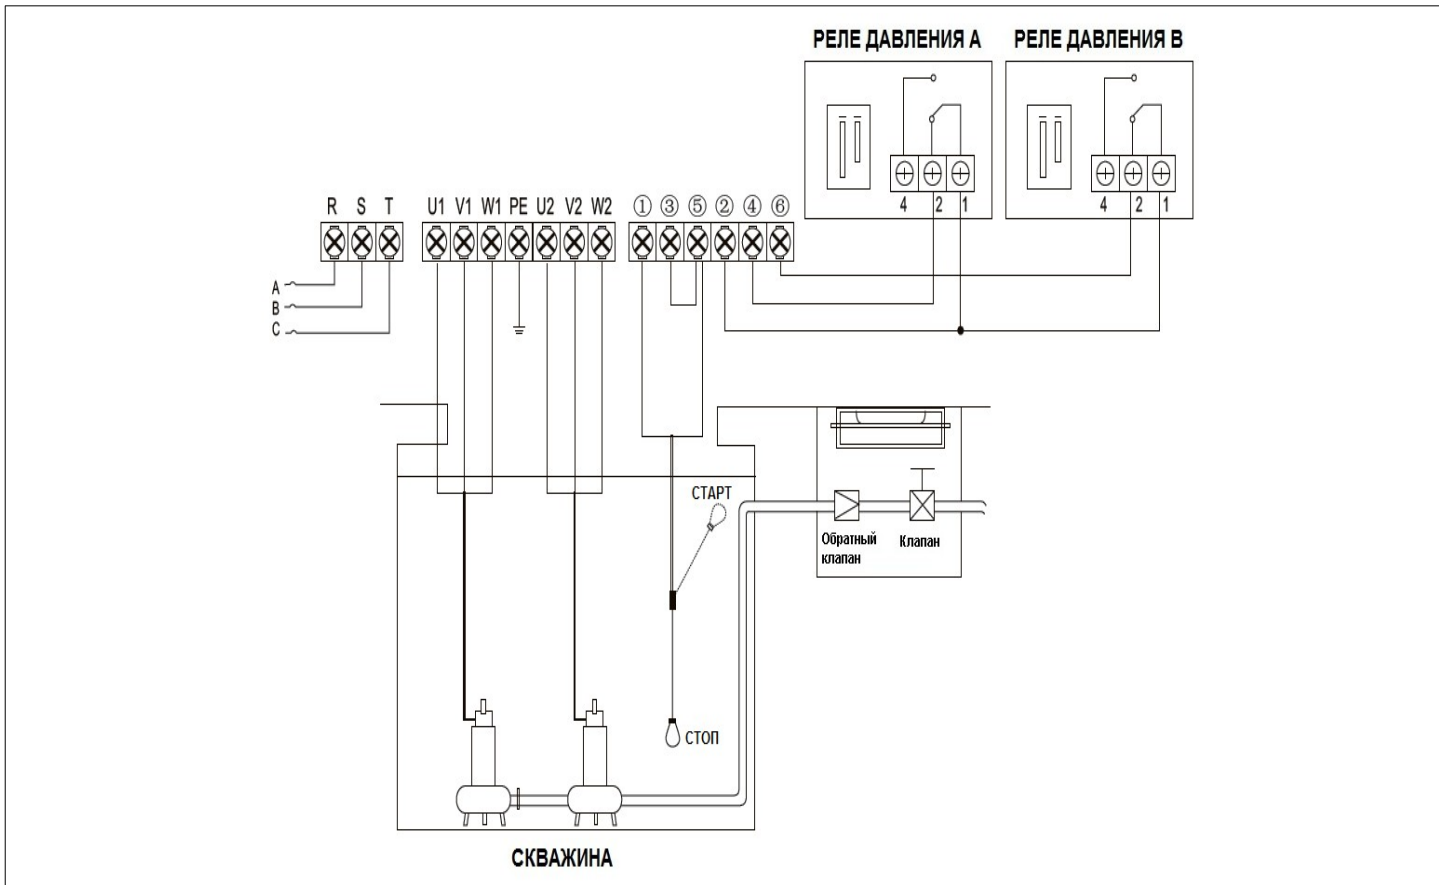 РЕЛЕ ДАВЛЕНИЯ А РЕЛЕ ДАВЛЕНИЯ В
4 2 1 4 2 1
R S T U1 V1 W1 PE U2 V2 W2 ① ③ ⑤ ② ④ ⑥
A
B
C
СТАРТ
Обратный клапан
Клапан
СТОП
СКВАЖИНА